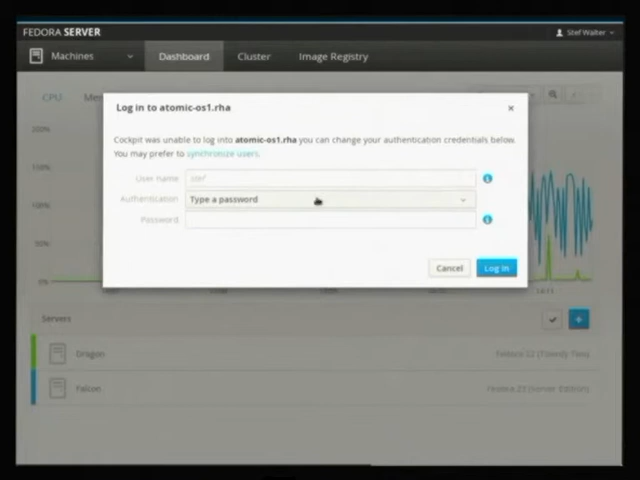 FEDORA SERVER
Stef Walter
Machines
Dashboard
Cluster
Image Registry
CPU
Log in to atomic-os1.rha
Cockpit was unable to log into atomic-os1.rha you can change your authentication credentials below.
You may prefer to synchronize users.
User name
stef
Authentication
Type a password
Password
Cancel
Log In
200%
150%
100%
50%
0%
14:11
Servers
Dragon
Fedora 22 (Twenty Two)
Falcon
Fedora 23 (Server Edition)